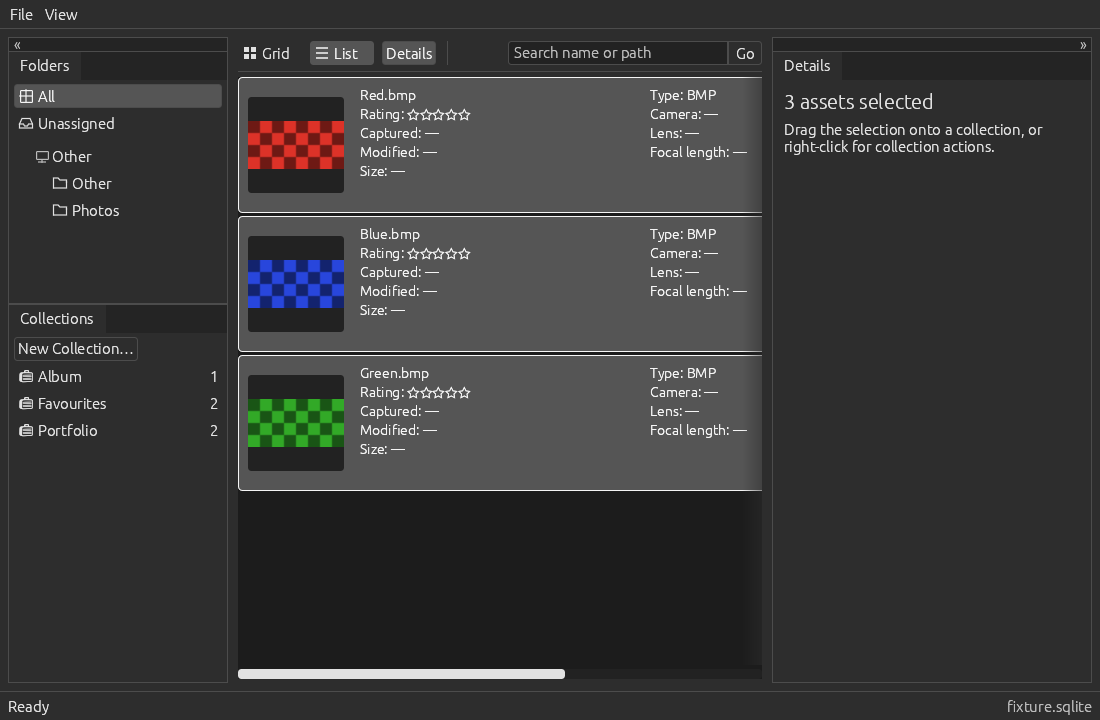 File View
«
Folders
All
Unassigned
Other
Other
Photos
Collections
New Collection...
Album 1
Favourites 2
Portfolio 2
Grid List Details Search name or path Go
Red.bmp
Rating: ☆☆☆☆☆
Captured: —
Modified: —
Size: —
Type: BMP
Camera: —
Lens: —
Focal length: —
Blue.bmp
Rating: ☆☆☆☆☆
Captured: —
Modified: —
Size: —
Type: BMP
Camera: —
Lens: —
Focal length: —
Green.bmp
Rating: ☆☆☆☆☆
Captured: —
Modified: —
Size: —
Type: BMP
Camera: —
Lens: —
Focal length: —
»
Details
3 assets selected
Drag the selection onto a collection, or
right-click for collection actions.
Ready
fixture.sqlite